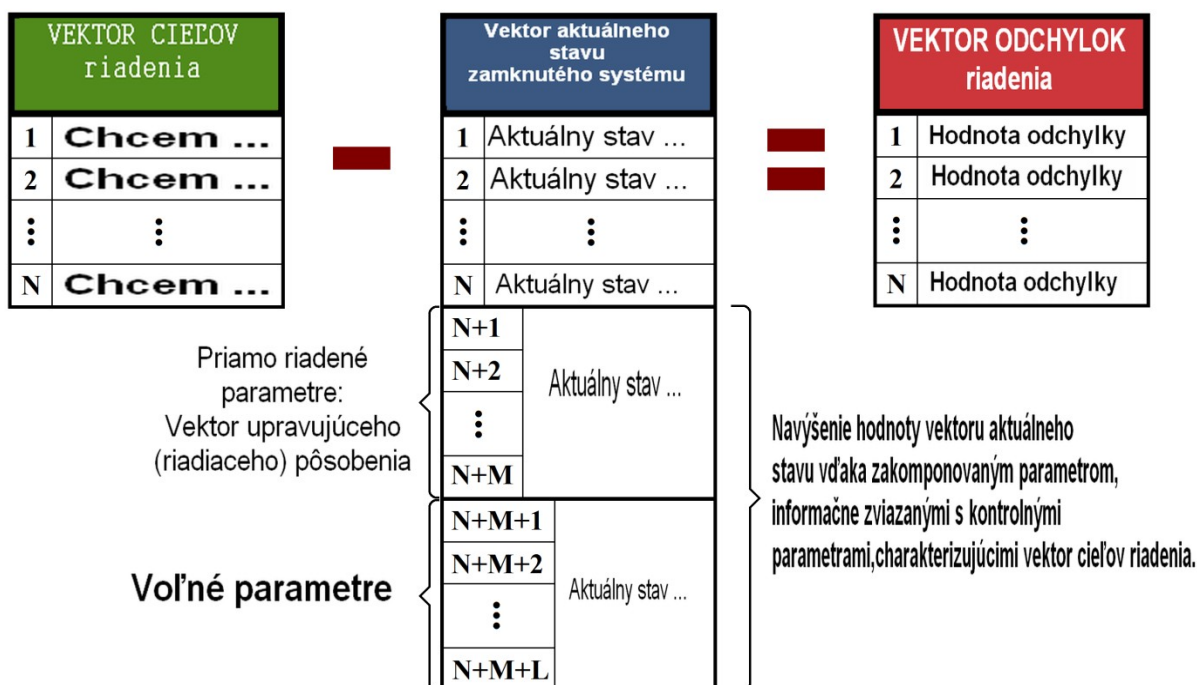 VEKTOR CIEĽOV
riadenia
1 Chcem ...
2 Chcem ...
N Chcem ...
Vektor aktuálneho
stavu
zamknutého systému
1 Aktuálny stav ...
2 Aktuálny stav ...
N Aktuálny stav ...
N+1
N+2
N+M
Aktuálny stav ...
N+M+1
N+M+2
N+M+L
Aktuálny stav ...
VEKTOR ODCHYLOK
riadenia
1 Hodnota odchylky
2 Hodnota odchylky
N Hodnota odchylky
Priamo riadené
parametre:
Vektor upravujúceho
(riadiaceho) pôsobenia
Voľné parametre
Navýšenie hodnoty vektoru aktuálneho
stavu vďaka zakomponovaným parametrom,
informačne zviazanými s kontrolnými
parametrami,charakterizujúcimi vektor cieľov riadenia.